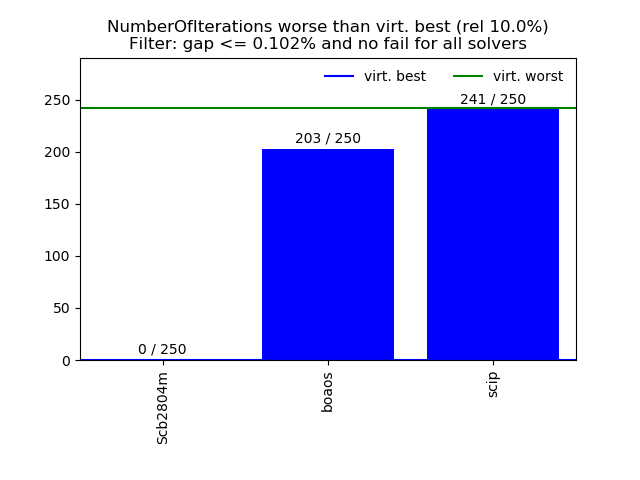 NumberOfIterations worse than virt. best (rel 10.0%)
Filter: gap <= 0.102% and no fail for all solvers
virt. best
virt. worst
250
200
150
100
50
0
0 / 250
203 / 250
241 / 250
Scb2804m
boaos
scip